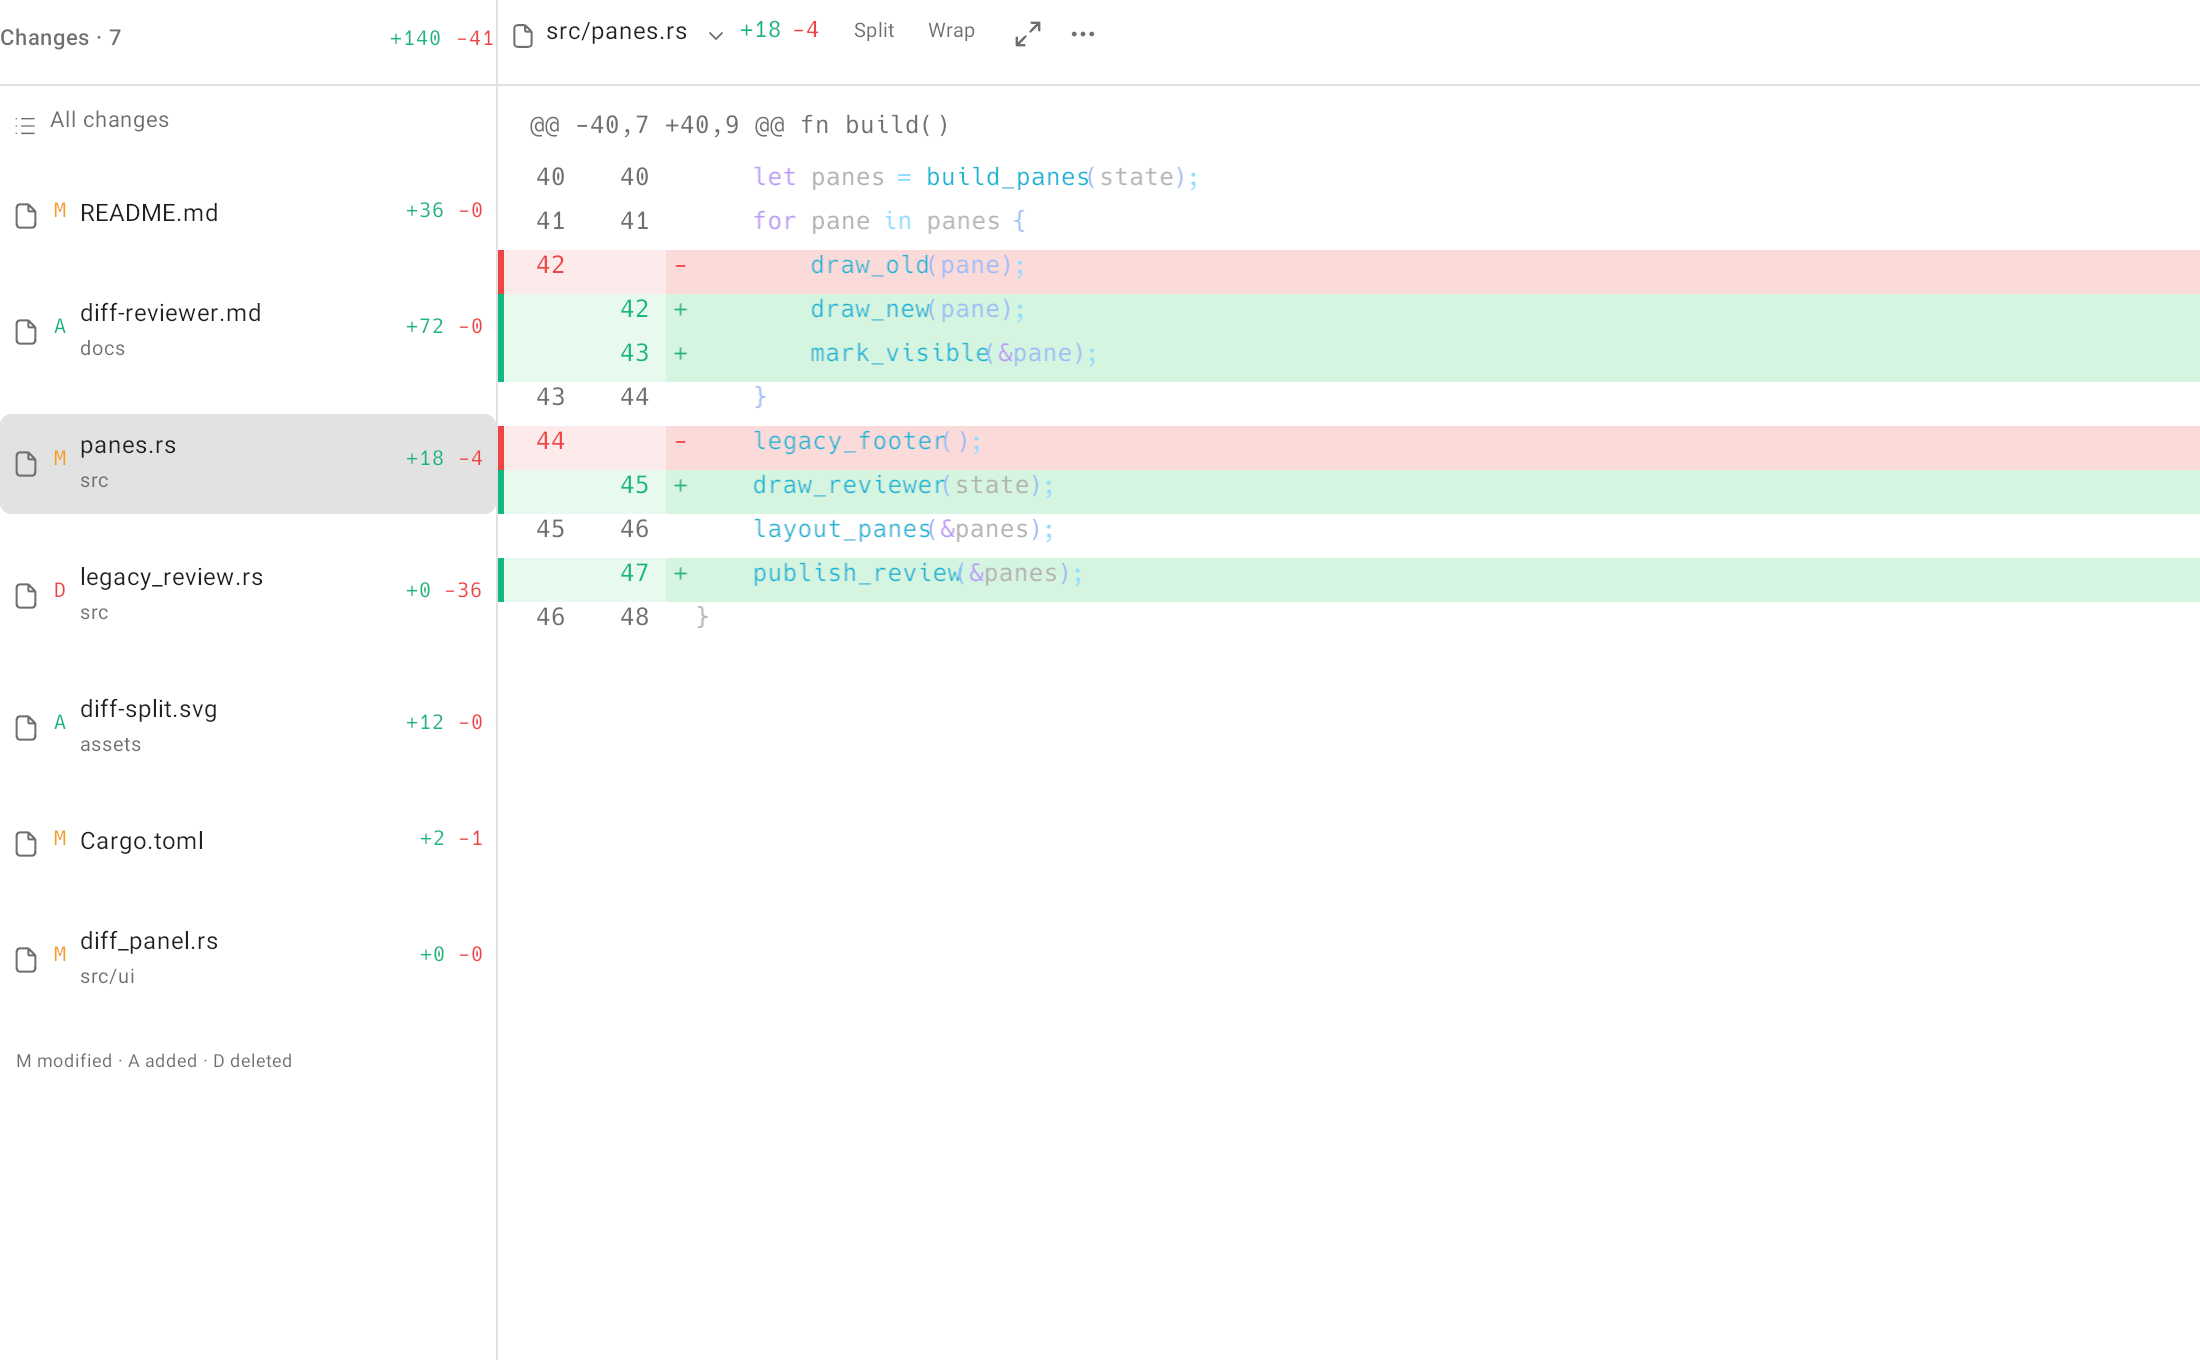 Changes · 7 +140 -41
All changes
M README.md +36 -0
A diff-reviewer.md +72 -0
docs
M panes.rs +18 -4
src
D legacy_review.rs +0 -36
src
A diff-split.svg +12 -0
assets
M Cargo.toml +2 -1
M diff_panel.rs +0 -0
src/ui
M modified · A added · D deleted
src/panes.rs +18 -4 Split Wrap
@@ -40,7 +40,9 @@ fn build()
40 40 let panes = build_panes(state);
41 41 for pane in panes {
42 - draw_old(pane);
42 + draw_new(pane);
43 + mark_visible(&pane);
43 44 }
44 - legacy_footer();
45 + draw_reviewer(state);
45 46 layout_panes(&panes);
47 + publish_review(&panes);
46 48 }